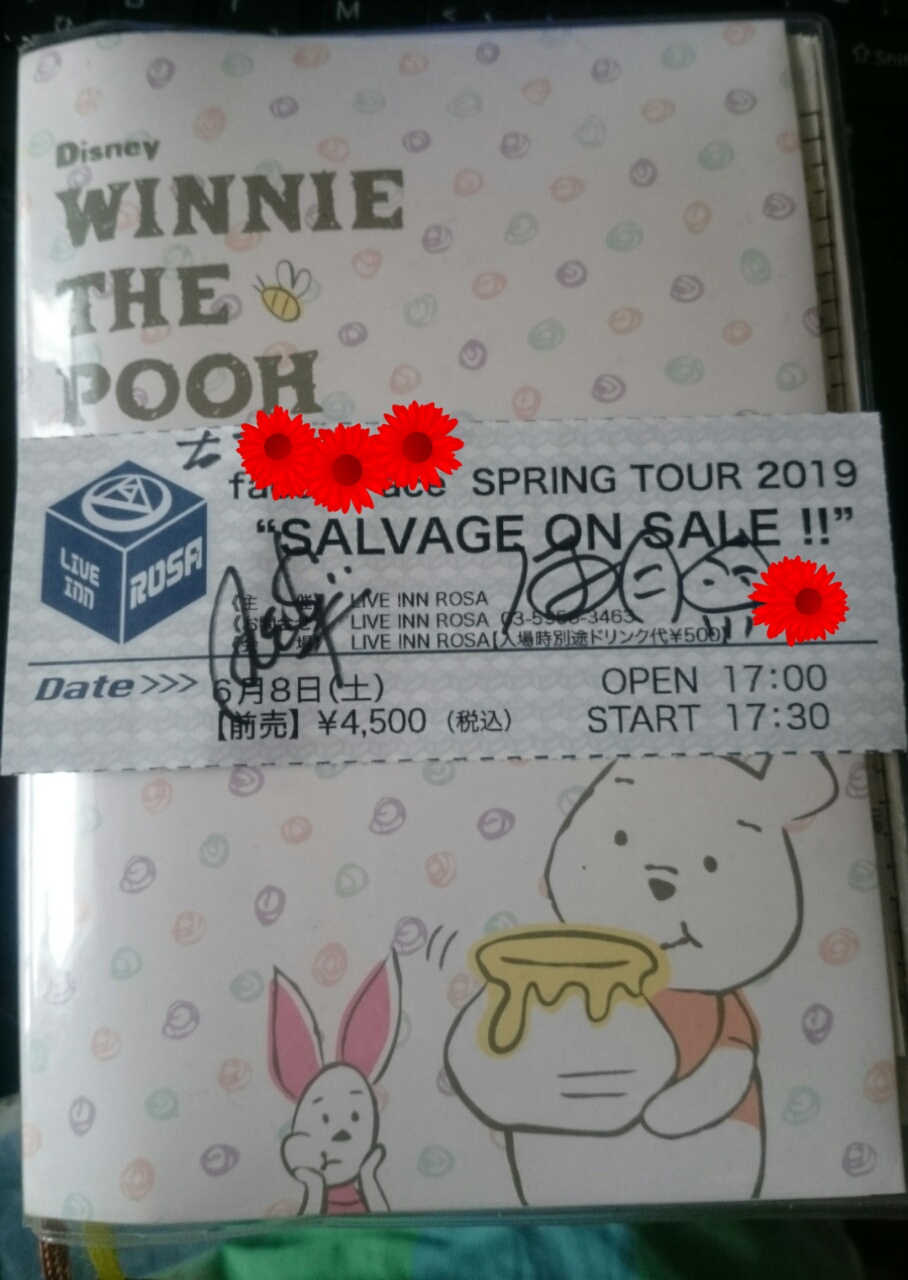 Disney
WINNIE
THE
POOH
SPRING TOUR 2019
“SALVAGE ON SALE !!”
LIVE INN ROSA
《主 催》 LIVE INN ROSA
LIVE INN ROSA
LIVE INN ROSA【入場時別途ドリンク代¥500】
Date>>> 6月8日(土)
OPEN 17:00
【前売】¥4,500 (税込)
START 17:30